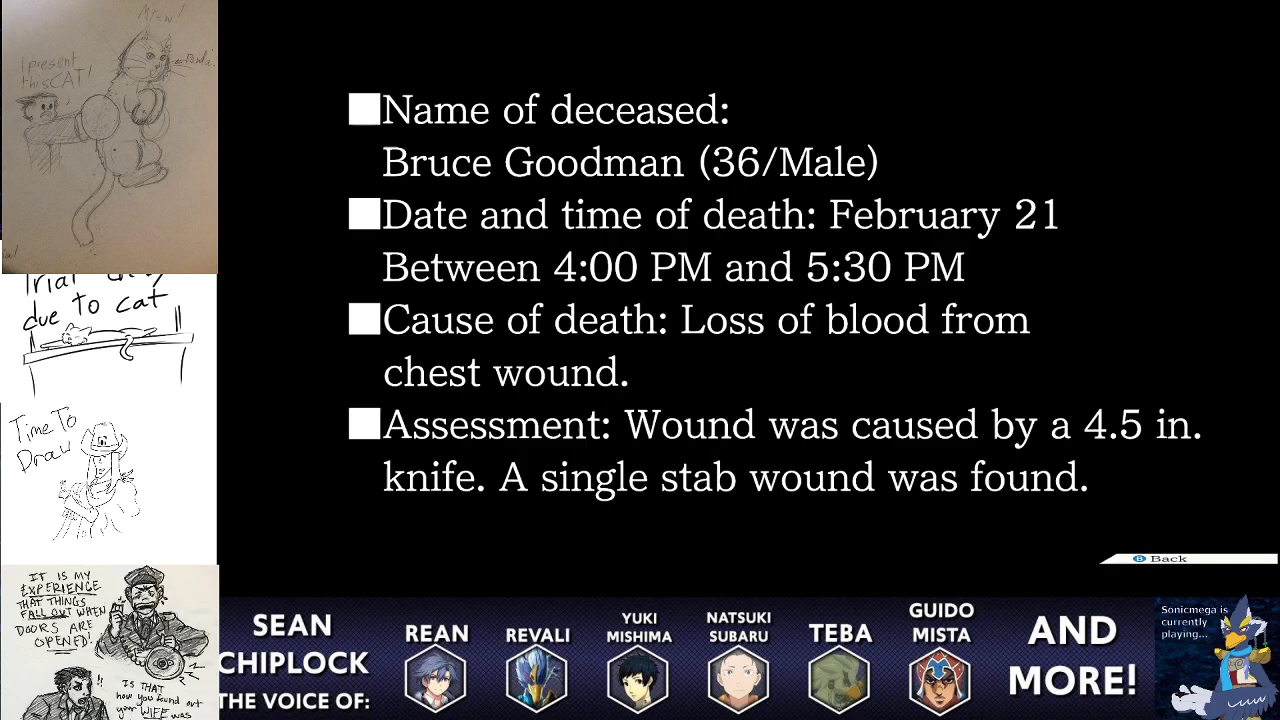 Mrew!
I present
this CAT!
Trial
due to cat
Time To
Draw
IT IS MY
EXPERIENCE
THAT THINGS
FALL OUT WHEN
DOORS ARE
OPENED!
!!
IS THAT
how you found out
your WIFE was
■Name of deceased:
Bruce Goodman (36/Male)
■Date and time of death: February 21
Between 4:00 PM and 5:30 PM
■Cause of death: Loss of blood from
chest wound.
■Assessment: Wound was caused by a 4.5 in.
knife. A single stab wound was found.
B Back
SEAN
CHIPLOCK
THE VOICE OF:
REAN
REVALI
YUKI
MISHIMA
NATSUKI
SUBARU
TEBA
GUIDO
MISTA
AND
MORE!
Sonicmega is
currently
playing...